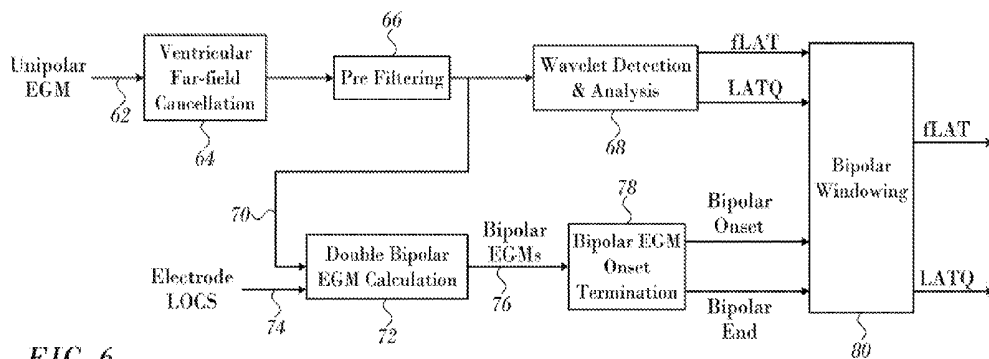 Unipolar
EGM
62
Ventricular
Far-field
Cancellation
64
66
Pre Filtering
Wavelet Detection
& Analysis
68
fLAT
LATQ
Bipolar
Windowing
80
fLAT
LATQ
70
Electrode
LOCS
74
Double Bipolar
EGM Calculation
72
Bipolar
EGMs
76
78
Bipolar EGM
Onset
Termination
Bipolar
Onset
Bipolar
End
FIG. 6